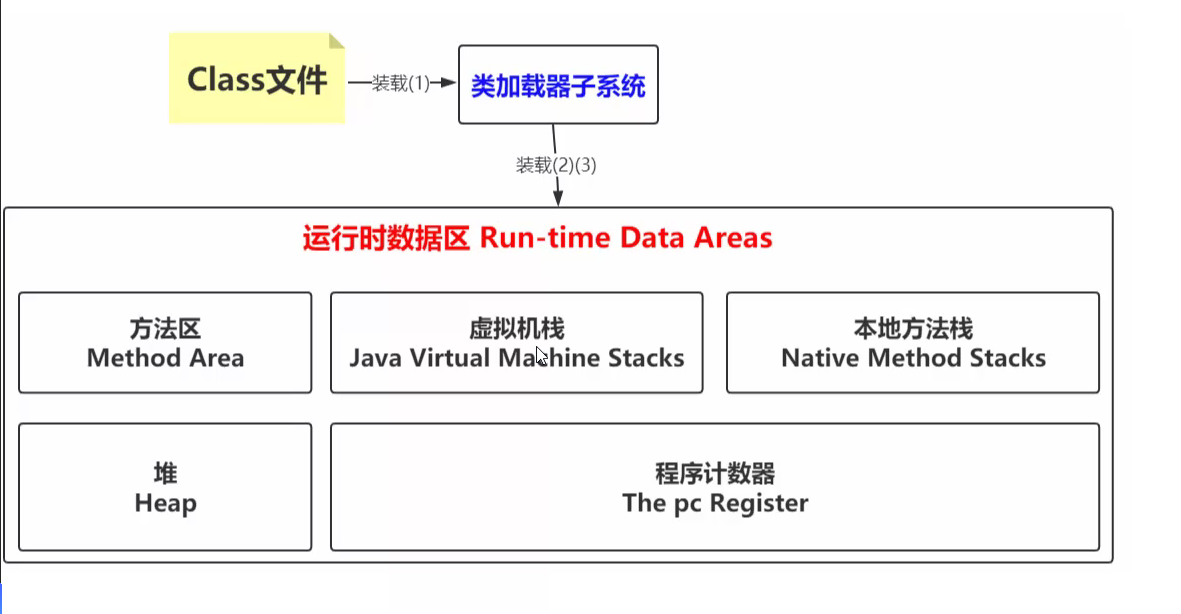 Class文件
装载(1)
类加载器子系统
装载(2)(3)
运行时数据区 Run-time Data Areas
方法区
Method Area
虚拟机栈
Java Virtual Machine Stacks
本地方法栈
Native Method Stacks
堆
Heap
程序计数器
The pc Register